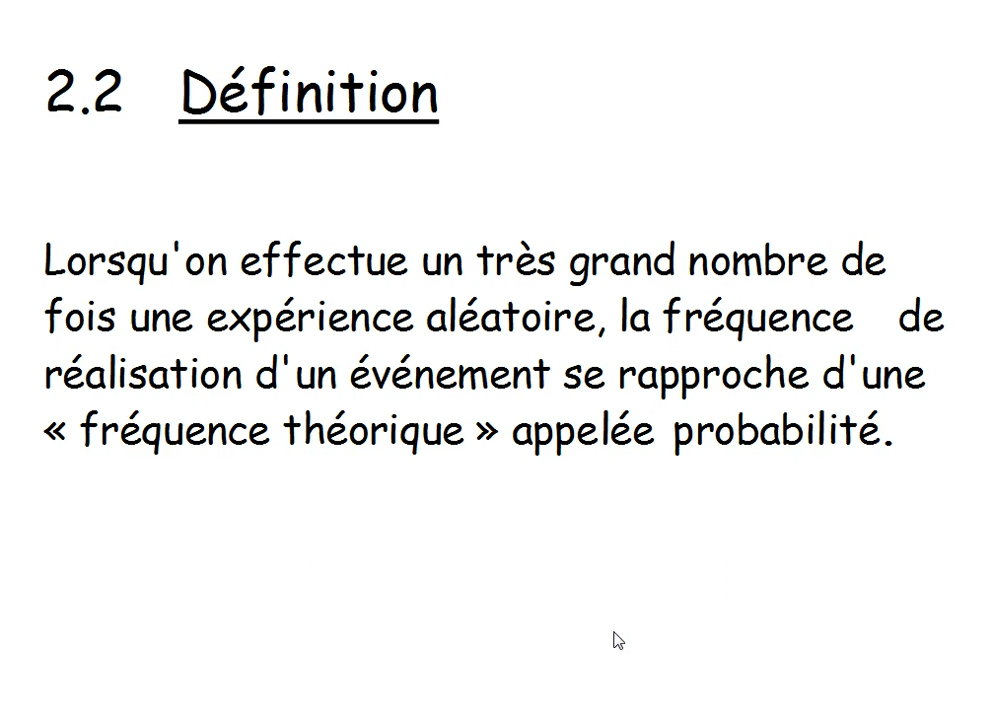 2.2 Définition
Lorsqu'on effectue un très grand nombre de
fois une expérience aléatoire, la fréquence de
réalisation d'un événement se rapproche d'une
« fréquence théorique » appelée probabilité.